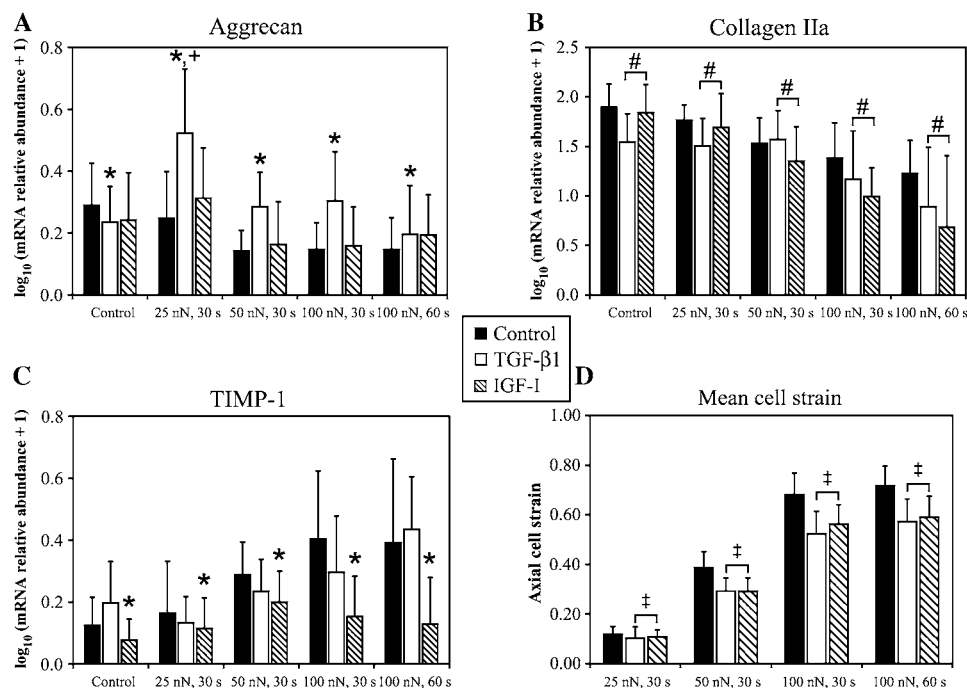 A
Aggrecan
log10 (mRNA relative abundance + 1)
0.8
0.6
0.4
0.2
0.0
*
*,+
*
*
*
Control
25 nN, 30 s
50 nN, 30 s
100 nN, 30 s
100 nN, 60 s
B
Collagen IIa
log10 (mRNA relative abundance + 1)
2.5
2.0
1.5
1.0
0.5
0.0
#
#
#
#
#
Control
25 nN, 30 s
50 nN, 30 s
100 nN, 30 s
100 nN, 60 s
Control
TGF-β1
IGF-I
C
TIMP-1
log10 (mRNA relative abundance + 1)
0.8
0.6
0.4
0.2
0.0
*
*
*
*
*
Control
25 nN, 30 s
50 nN, 30 s
100 nN, 30 s
100 nN, 60 s
D
Mean cell strain
Axial cell strain
1.00
0.80
0.60
0.40
0.20
0.00
‡
‡
‡
‡
25 nN, 30 s
50 nN, 30 s
100 nN, 30 s
100 nN, 60 s